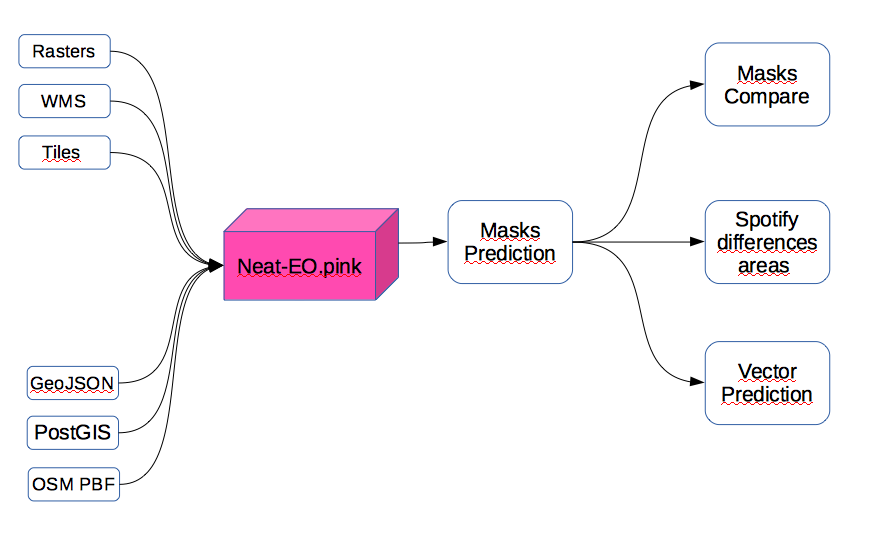 Rasters
WMS
Tiles
GeoJSON
PostGIS
OSM PBF
Neat-EO.pink
Masks
Prediction
Masks
Compare
Spotify
differences
areas
Vector
Prediction